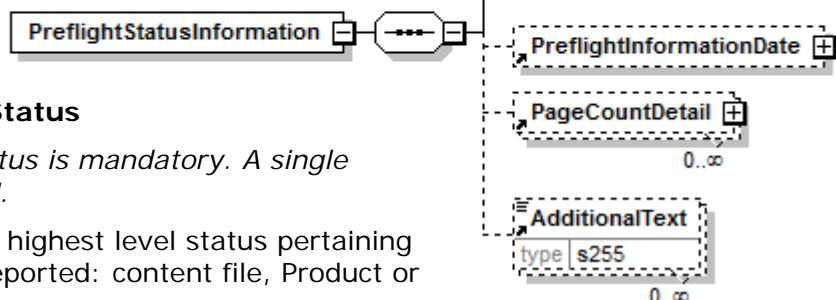 PreflightStatusInformation
PreflightInformationDate
PageCountDetail
0..∞
AdditionalText
type s255
0..∞
tatus
tus is mandatory. A single
.
highest level status pertaining
eported: content file, Product or